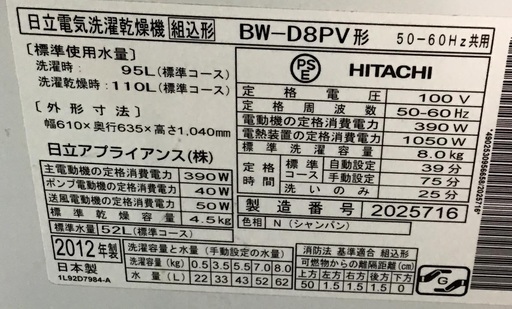 日立電気洗濯乾燥機 組込形 BW-D8PV形 50-60Hz共用
[標準使用水量]
洗濯時: 95L(標準コース)
洗濯乾燥時: 110L(標準コース)
[外形寸法]
幅610×奥行635×高さ1,040mm
日立アプライアンス(株)
主電動機の定格消費電力 390W
ポンプ電動機の定格消費電力 40W
送風電動機の定格消費電力 50W
標準乾燥容量 4.5kg
標準水量 52L(標準コース)
2012年製
日本製
1L92D7984-A
PSE HITACHI
定格電圧 100V
定格周波数 50-60Hz
電動機の定格消費電力 390W
電熱装置の定格消費電力 1050W
標準洗濯容量 8.0kg
定格時間 標準コース 自動設定 39分
手動設定 75分
洗いのみ 25分
製造番号 2025716
色相 N(シャンパン)
洗濯容量と水量(手動設定の水量)
洗濯容量(kg) 0.5 3.5 5.5 7.0 8.0
水量(L) 22 33 43 52 62
消防法 基準適合 組込形
可燃物からの離隔距離(cm)
上方 左方 右方 後方 下方
50 1.5 1.5 1.5 0
G